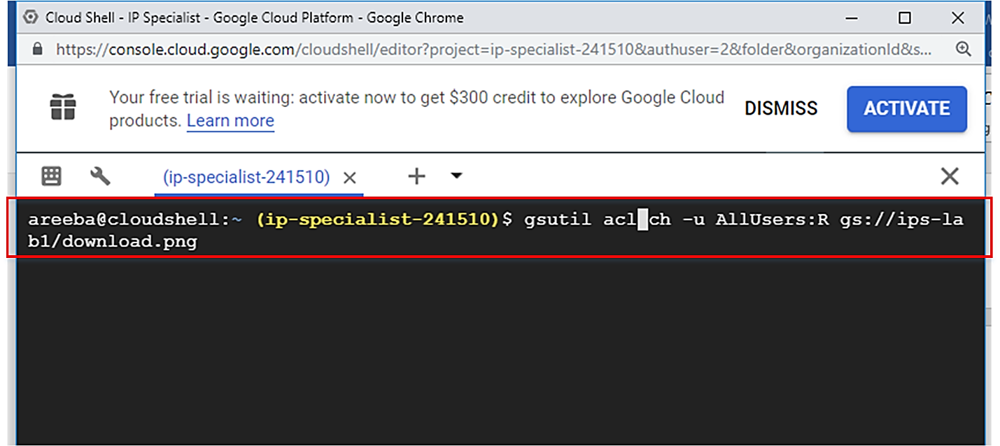 Cloud Shell - IP Specialist - Google Cloud Platform - Google Chrome
https://console.cloud.google.com/cloudshell/editor?project=ip-specialist-241510&authuser=2&folder&organizationId&s...
Your free trial is waiting: activate now to get $300 credit to explore Google Cloud
products. Learn more
DISMISS
ACTIVATE
(ip-specialist-241510)
areeba@cloudshell:~ (ip-specialist-241510)$ gsutil acl ch -u AllUsers:R gs://ips-la
b1/download.png